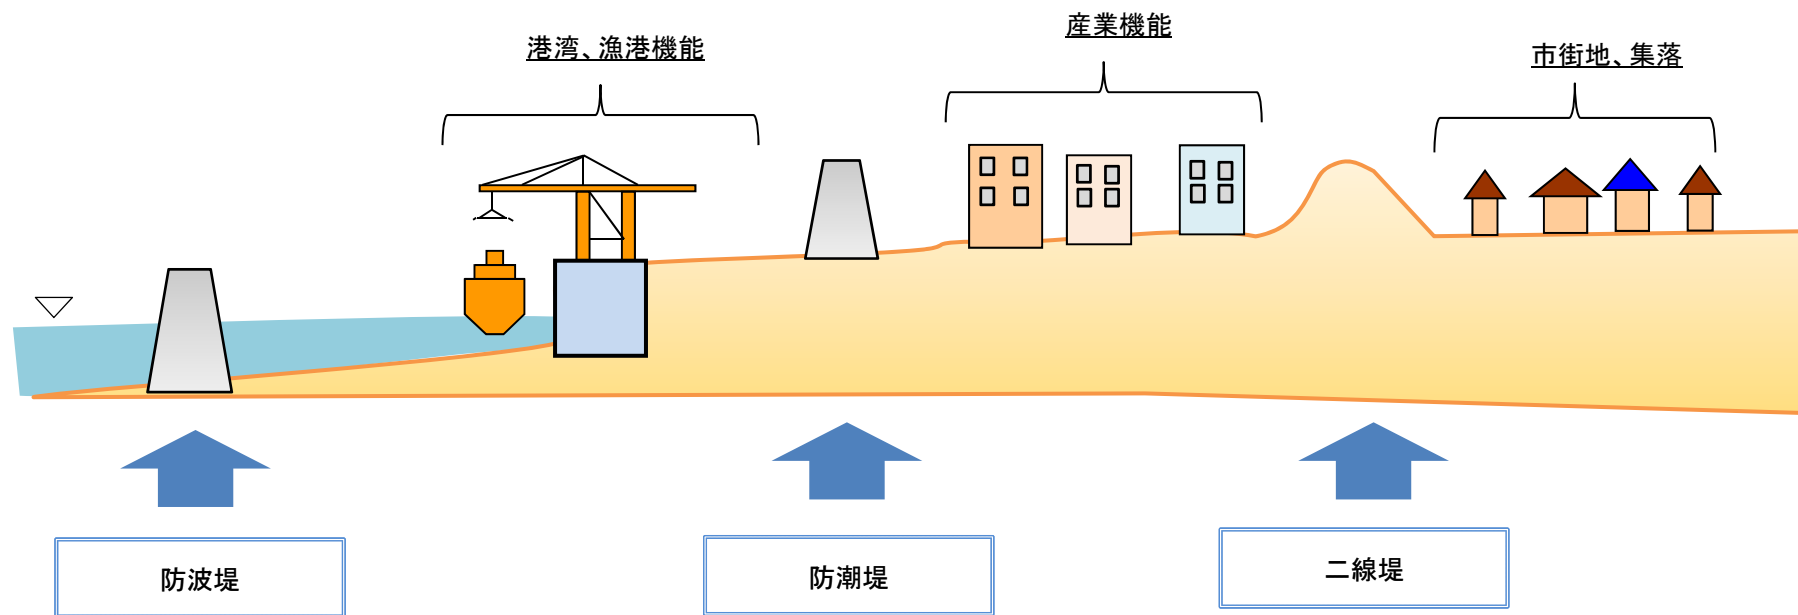 産業機能
港湾、漁港機能
市街地、集落
防波堤
防潮堤
二線堤